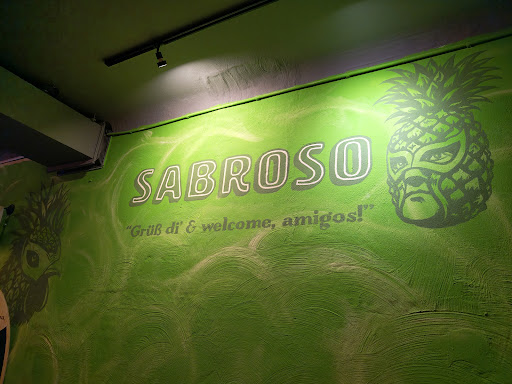 SABROSO
"Grüß di' & welcome, amigos!"